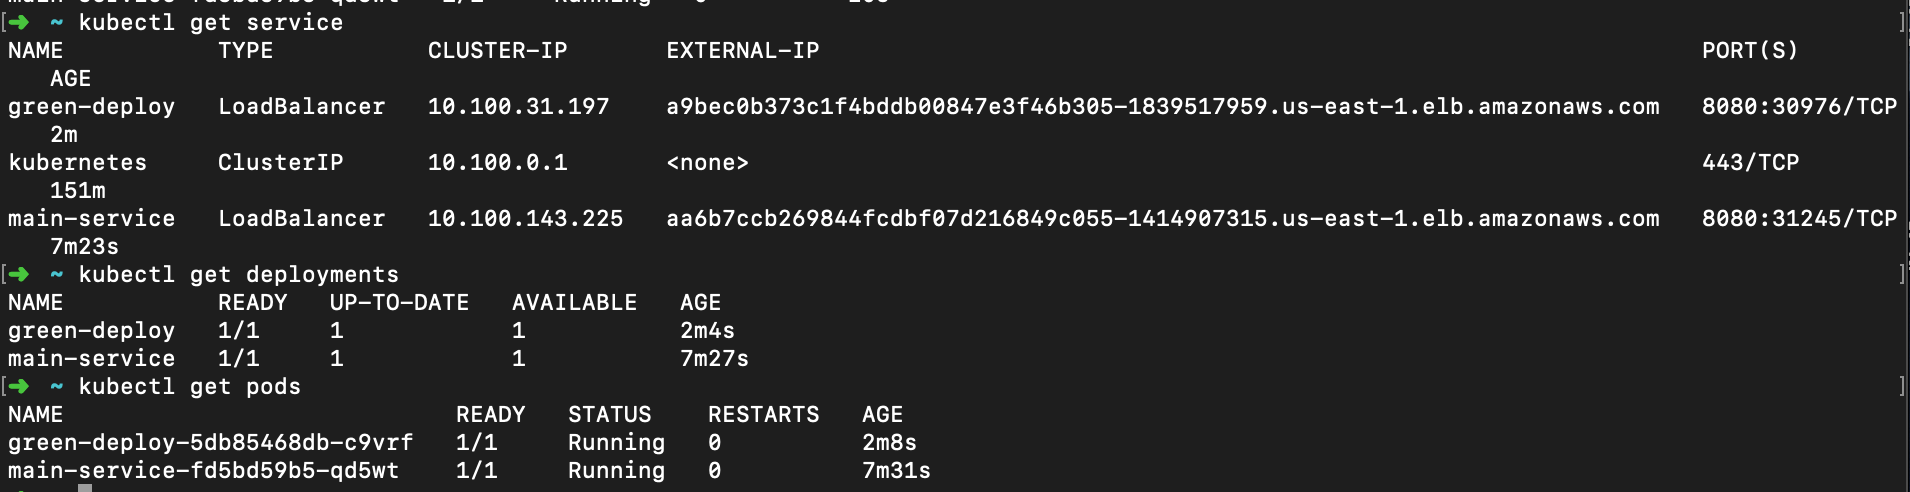 [➜ ~ kubectl get service ]
NAME TYPE CLUSTER-IP EXTERNAL-IP PORT(S)
AGE
green-deploy LoadBalancer 10.100.31.197 a9bec0b373c1f4bddb00847e3f46b305-1839517959.us-east-1.elb.amazonaws.com 8080:30976/TCP
2m
kubernetes ClusterIP 10.100.0.1 <none> 443/TCP
151m
main-service LoadBalancer 10.100.143.225 aa6b7ccb269844fcdbf07d216849c055-1414907315.us-east-1.elb.amazonaws.com 8080:31245/TCP
7m23s
[➜ ~ kubectl get deployments ]
NAME READY UP-TO-DATE AVAILABLE AGE
green-deploy 1/1 1 1 2m4s
main-service 1/1 1 1 7m27s
[➜ ~ kubectl get pods ]
NAME READY STATUS RESTARTS AGE
green-deploy-5db85468db-c9vrf 1/1 Running 0 2m8s
main-service-fd5bd59b5-qd5wt 1/1 Running 0 7m31s